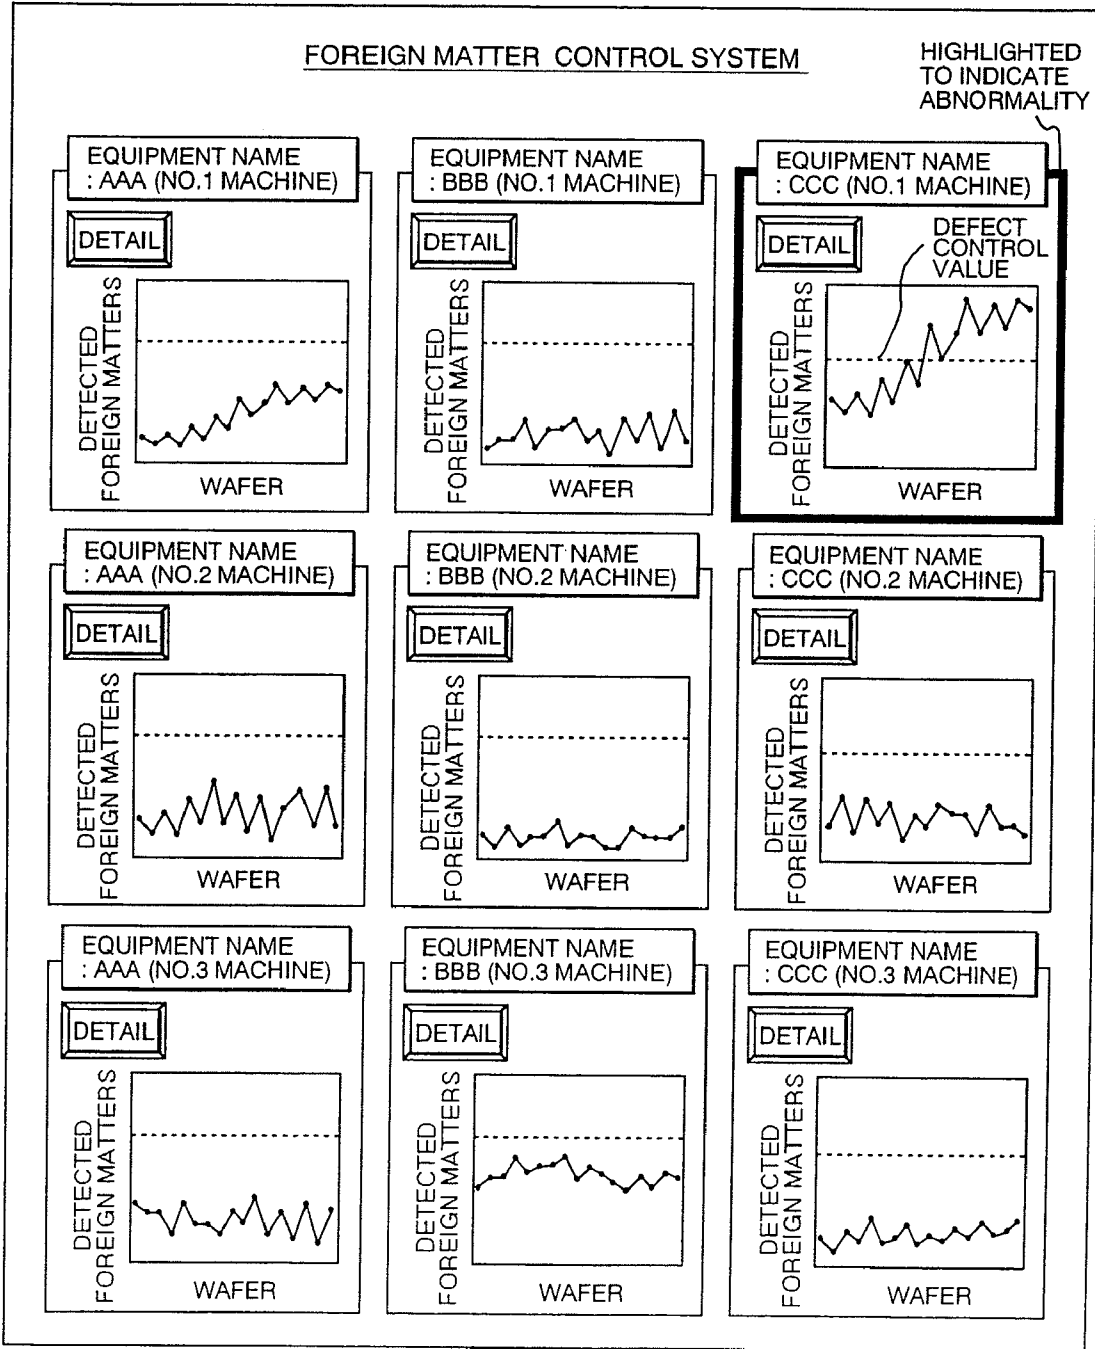 FOREIGN MATTER CONTROL SYSTEM
HIGHLIGHTED
TO INDICATE
ABNORMALITY
EQUIPMENT NAME
: AAA (NO.1 MACHINE)
DETAIL
DETECTED
FOREIGN MATTERS
WAFER
EQUIPMENT NAME
: BBB (NO.1 MACHINE)
DETAIL
DETECTED
FOREIGN MATTERS
WAFER
EQUIPMENT NAME
: CCC (NO.1 MACHINE)
DETAIL
DEFECT
CONTROL
VALUE
DETECTED
FOREIGN MATTERS
WAFER
EQUIPMENT NAME
: AAA (NO.2 MACHINE)
DETAIL
DETECTED
FOREIGN MATTERS
WAFER
EQUIPMENT NAME
: BBB (NO.2 MACHINE)
DETAIL
DETECTED
FOREIGN MATTERS
WAFER
EQUIPMENT NAME
: CCC (NO.2 MACHINE)
DETAIL
DETECTED
FOREIGN MATTERS
WAFER
EQUIPMENT NAME
: AAA (NO.3 MACHINE)
DETAIL
DETECTED
FOREIGN MATTERS
WAFER
EQUIPMENT NAME
: BBB (NO.3 MACHINE)
DETAIL
DETECTED
FOREIGN MATTERS
WAFER
EQUIPMENT NAME
: CCC (NO.3 MACHINE)
DETAIL
DETECTED
FOREIGN MATTERS
WAFER